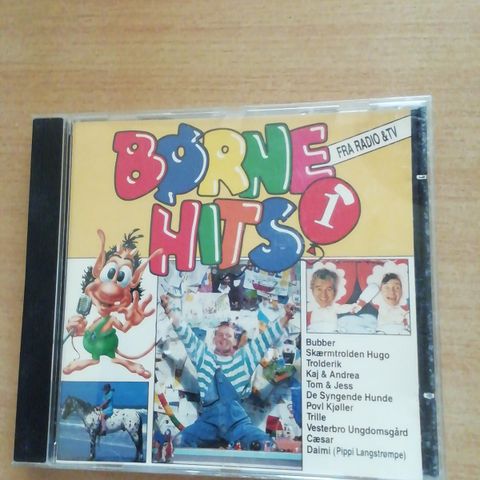 BØRNE
HITS 1
FRA RADIO & TV
Bubber
Skærmtrolden Hugo
Trolderik
Kaj & Andrea
Tom & Jess
De Syngende Hunde
Povl Kjøller
Trille
Vesterbro Ungdomsgård
Cæsar
Daimi (Pippi Langstrømpe)